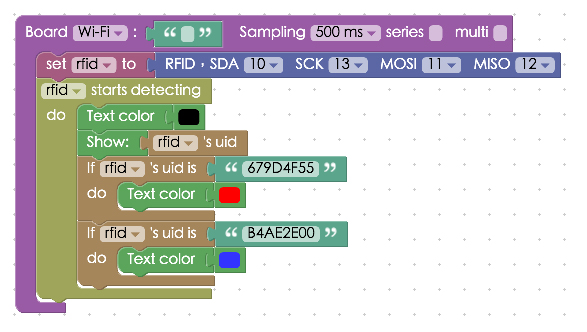 Board Wi-Fi : “ ” Sampling 500 ms series multi
set rfid to RFID，SDA 10 SCK 13 MOSI 11 MISO 12
rfid starts detecting
do Text color
Show: rfid 's uid
If rfid 's uid is “ 679D4F55 ”
do Text color
If rfid 's uid is “ B4AE2E00 ”
do Text color